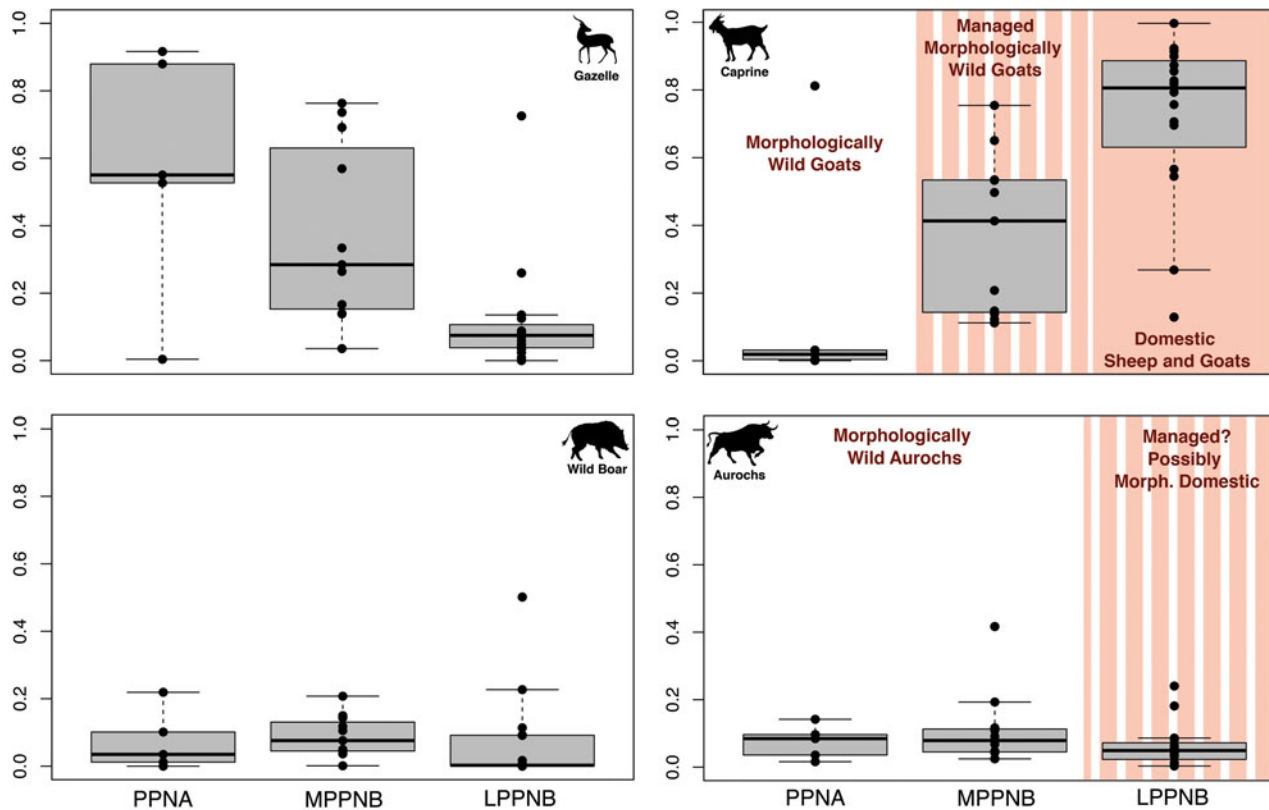 1.0
0.8
0.6
0.4
0.2
0.0
Gazelle
1.0
0.8
0.6
0.4
0.2
0.0
Caprine
Morphologically
Wild Goats
Managed
Morphologically
Wild Goats
Domestic
Sheep and Goats
1.0
0.8
0.6
0.4
0.2
0.0
Wild Boar
PPNA
MPPNB
LPPNB
1.0
0.8
0.6
0.4
0.2
0.0
Aurochs
Morphologically
Wild Aurochs
Managed?
Possibly
Morph. Domestic
PPNA
MPPNB
LPPNB